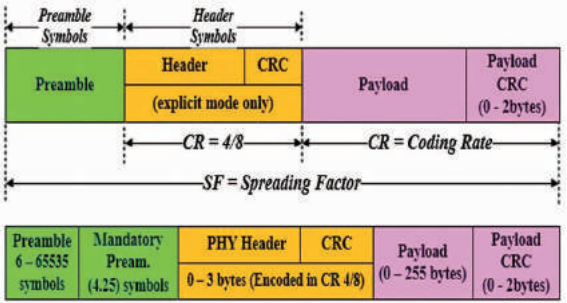 Preamble Symbols
Header Symbols
Preamble
Header
CRC
(explicit mode only)
Payload
Payload
CRC
(0 - 2bytes)
CR = 4/8
CR = Coding Rate
SF = Spreading Factor
Preamble
6 – 65535
symbols
Mandatory
Pream.
(4.25) symbols
PHY Header
CRC
0 – 3 bytes (Encoded in CR 4/8)
Payload
(0 – 255 bytes)
Payload
CRC
(0 - 2bytes)